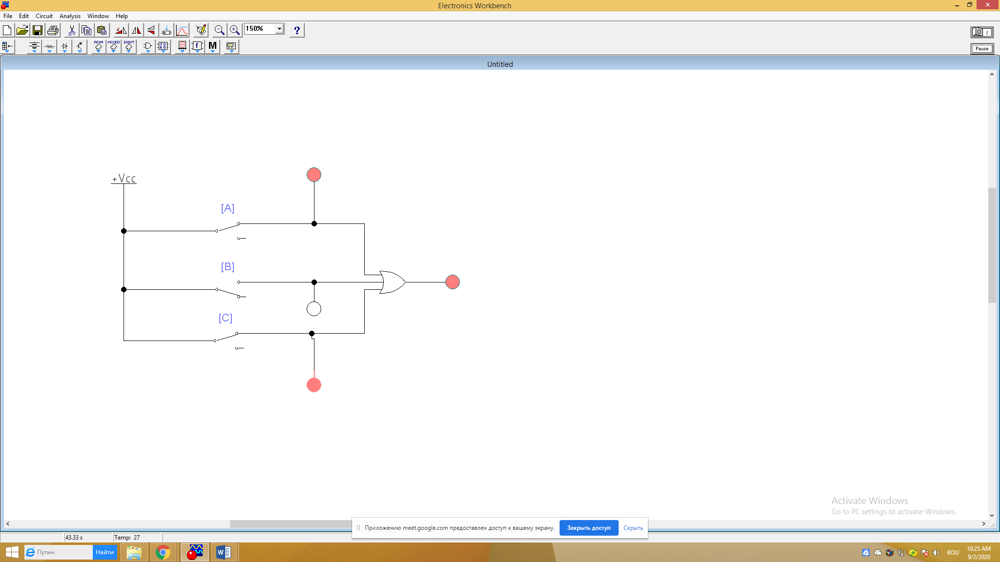 Electronics Workbench
File Edit Circuit Analysis Window Help
150% ?
ANA MIXED DIGIT
f M
Pause
Untitled
+Vcc
[A]
[B]
[C]
Activate Windows
Go to PC settings to activate Windows.
Приложению meet.google.com предоставлен доступ к вашему экрану. Закрыть доступ Скрыть
43.33 s Temp: 27
Путин Найти
ROU 10:25 AM
9/2/2020